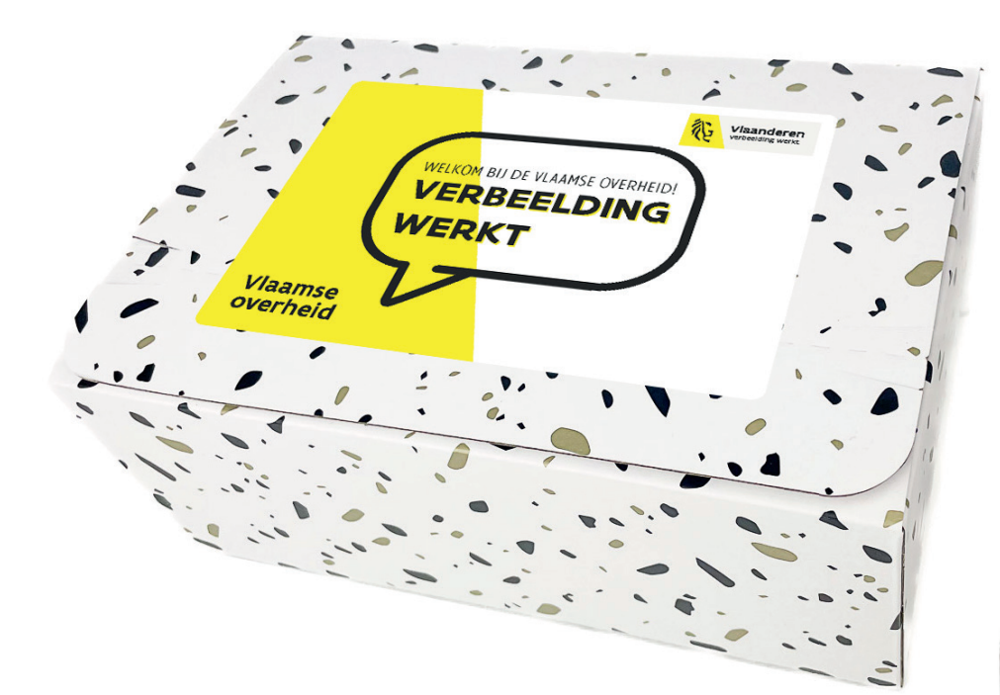 Vlaanderen
verbeelding werkt
WELKOM BIJ DE VLAAMSE OVERHEID!
VERBEELDING
WERKT
Vlaamse
overheid